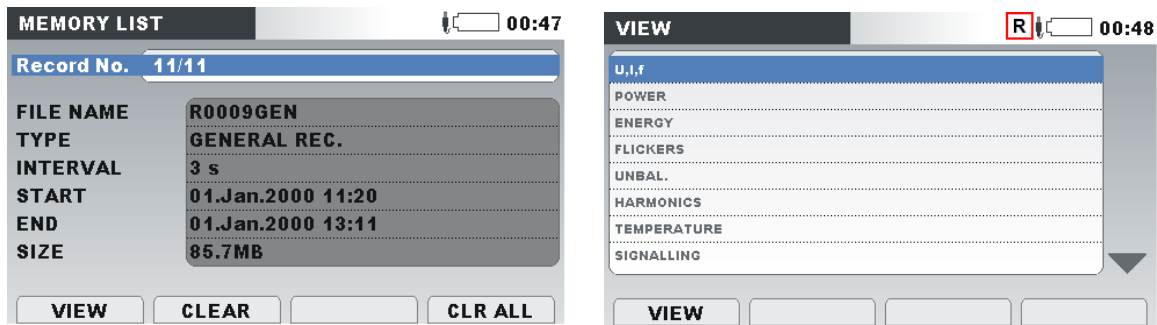 MEMORY LIST 00:47
Record No. 11/11
FILE NAME R0009GEN
TYPE GENERAL REC.
INTERVAL 3 s
START 01.Jan.2000 11:20
END 01.Jan.2000 13:11
SIZE 85.7MB
VIEW CLEAR CLR ALL
VIEW R 00:48
U,I,f
POWER
ENERGY
FLICKERS
UNBAL.
HARMONICS
TEMPERATURE
SIGNALLING
VIEW